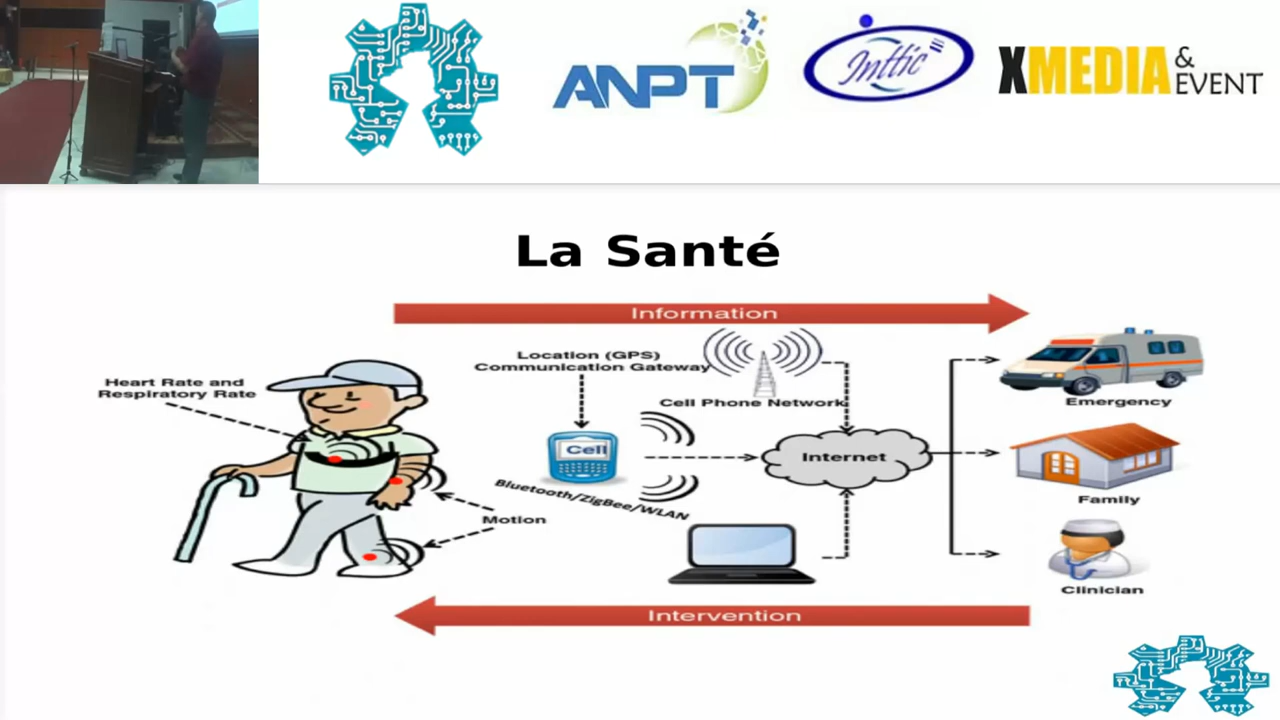 ANPT
Inttic
XMEDIA & EVENT
La Santé
Information
Location (GPS)
Communication Gateway
Heart Rate and
Respiratory Rate
Cell Phone Network
Emergency
Cell
Internet
Bluetooth/ZigBee/WLAN
Family
Motion
Clinician
Intervention